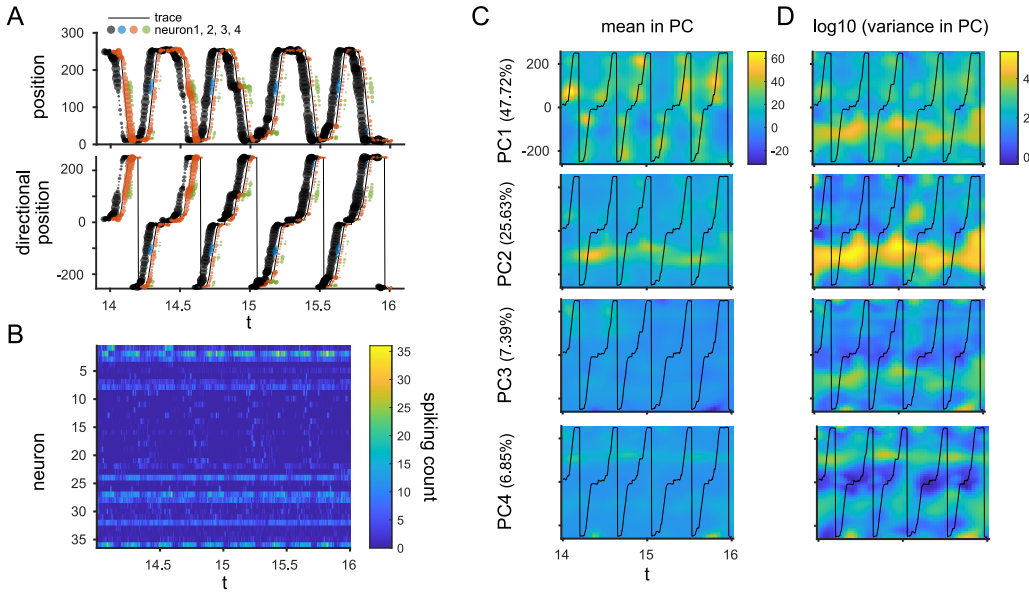 A
trace
neuron1, 2, 3, 4
300
200
100
0
position
200
0
-200
directional
position
14
14.5
15
15.5
16
t
B
5
10
15
20
25
30
35
neuron
14.5
15
15.5
16
t
35
30
25
20
15
10
5
0
spiking count
C
mean in PC
200
0
-200
PC1 (47.72%)
60
40
20
0
-20
PC2 (25.63%)
PC3 (7.39%)
PC4 (6.85%)
14
15
16
t
D
log10 (variance in PC)
4
2
0